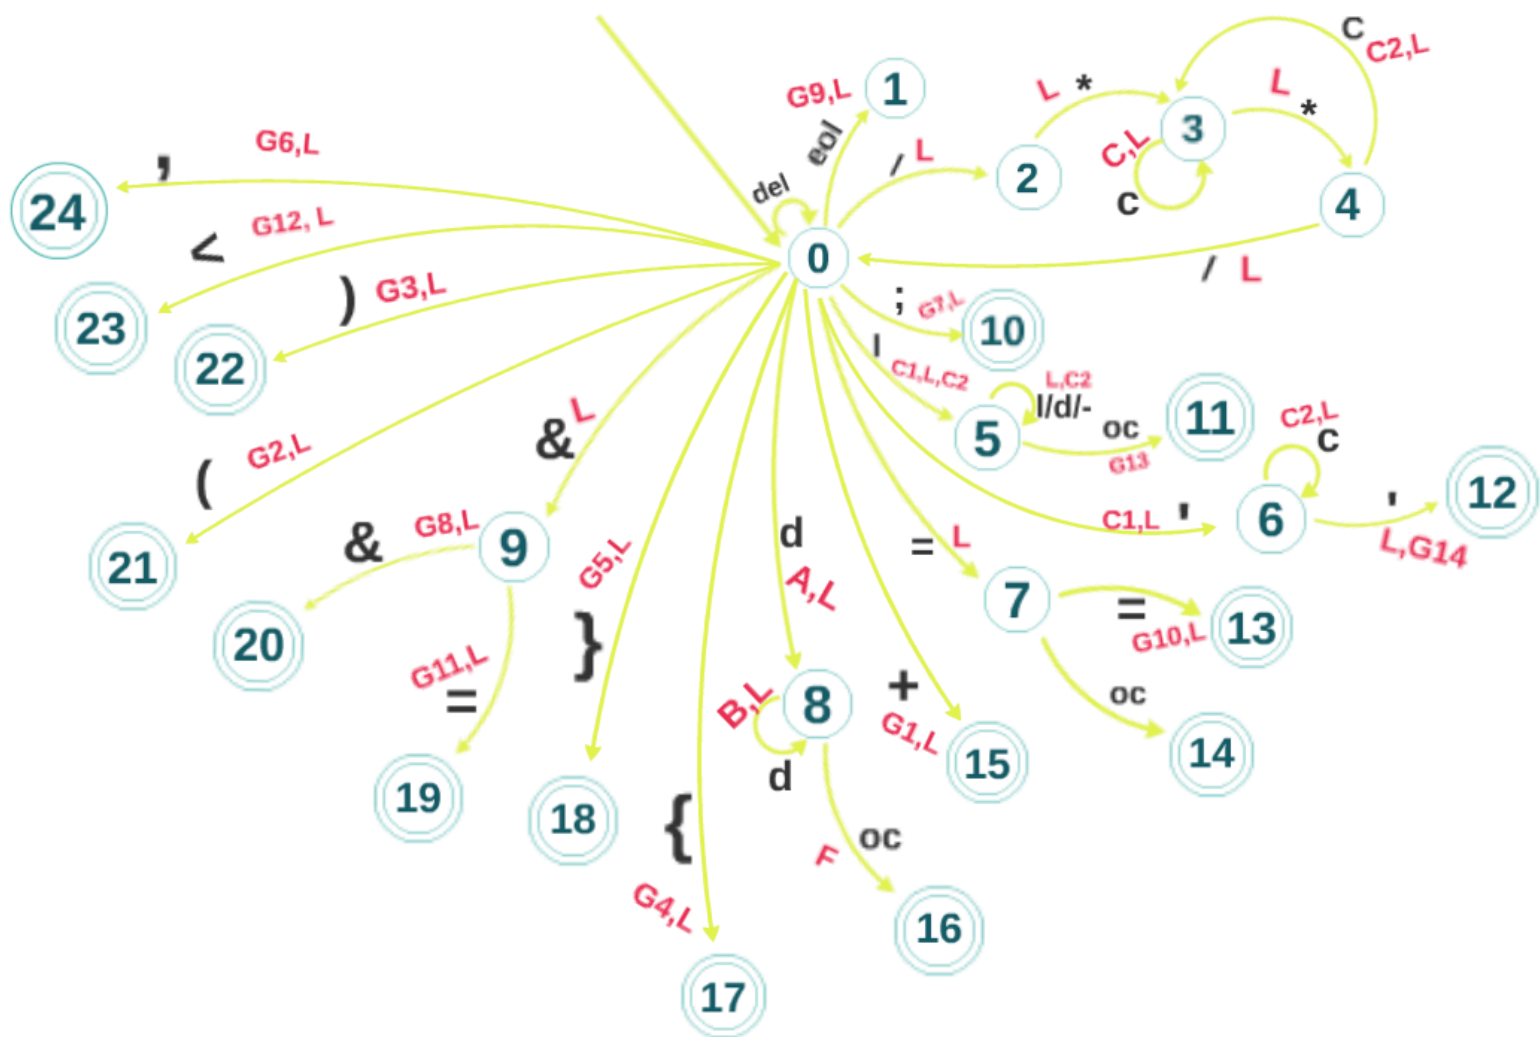 C
C2,L
G9,L
1
L *
L
*
eol
/ L
3
C,L
G6,L
,
del
2
c
4
24
G12, L
<
0
/ L
) G3,L
;
G7,L
10
23
22
l
C1,L,C2
L,C2
l/d/-
11
C2,L
c
& L
5
oc
G13
( G2,L
'
12
C1,L '
6
L,G14
& G8,L
9
d
= L
G5,L
21
A,L
7
=
G10,L
13
20
}
G11,L
=
B,L
8
+
oc
G1,L
15
14
d
19
18
{
F
oc
G4,L
16
17